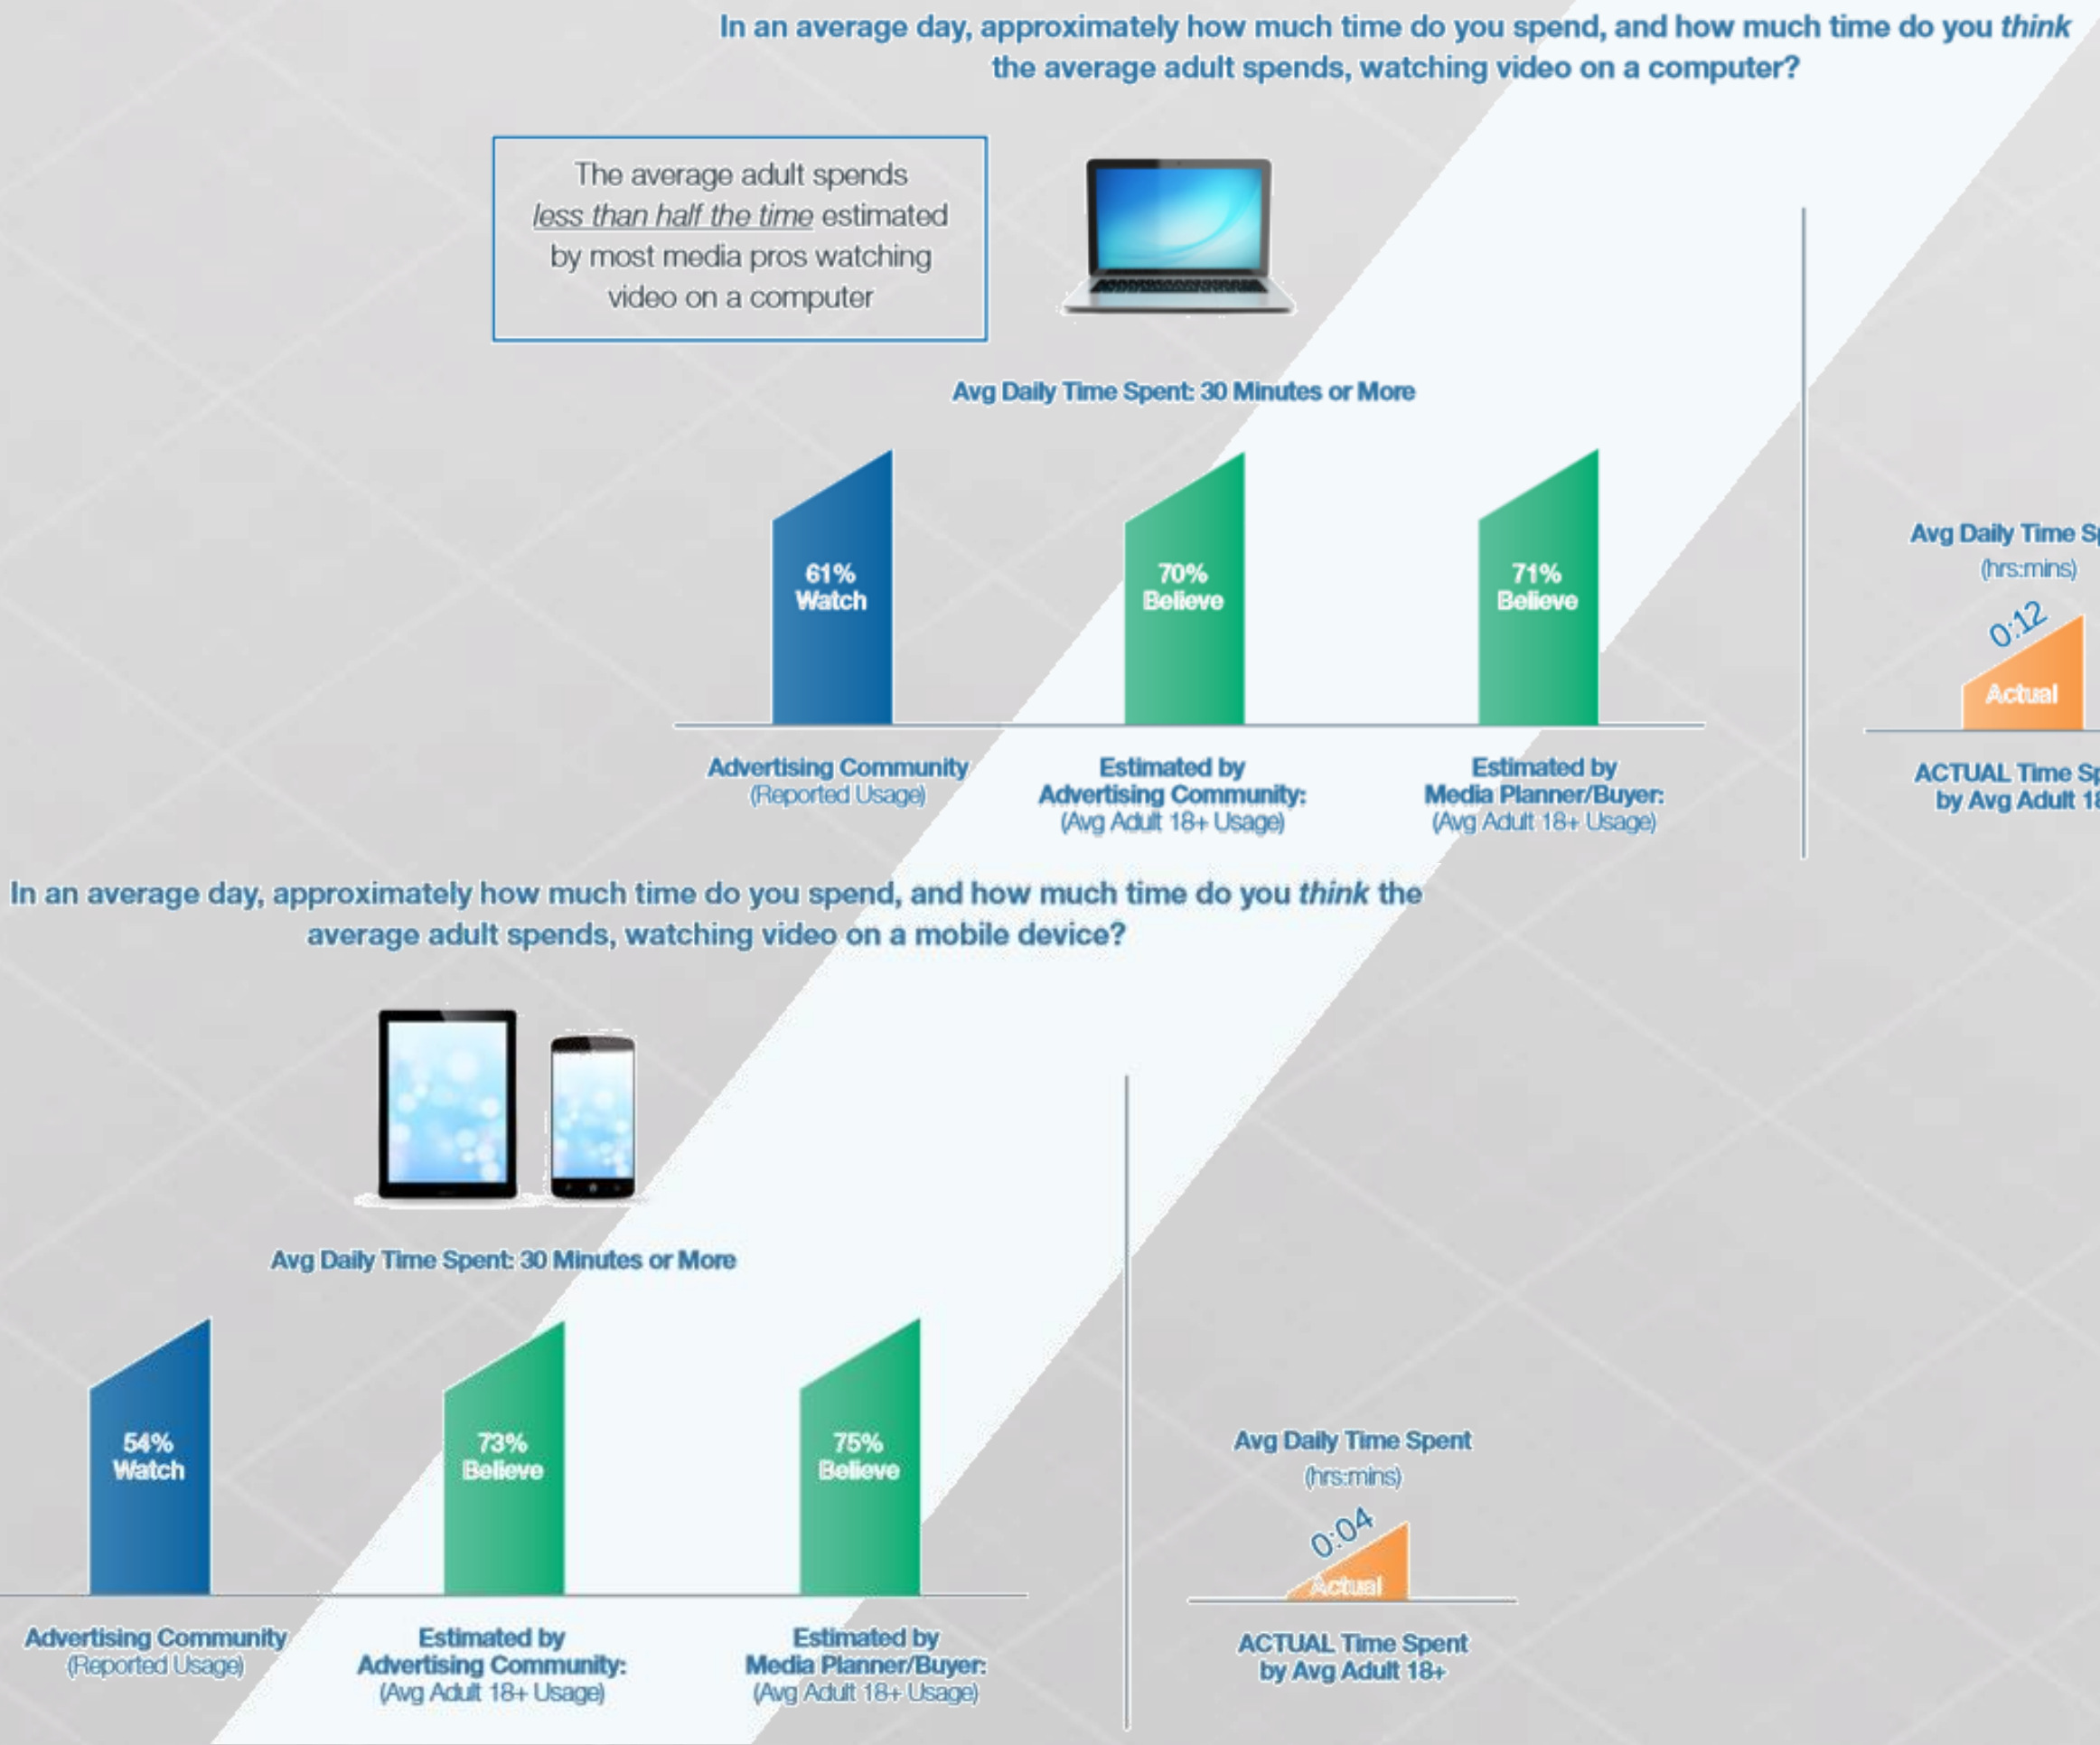 In an average day, approximately how much time do you spend, and how much time do you think
the average adult spends, watching video on a computer?
The average adult spends
less than half the time estimated
by most media pros watching
video on a computer
Avg Daily Time Spent: 30 Minutes or More
61%
Watch
70%
Believe
71%
Believe
Advertising Community
(Reported Usage)
Estimated by
Advertising Community:
(Avg Adult 18+ Usage)
Estimated by
Media Planner/Buyer:
(Avg Adult 18+ Usage)
Avg Daily Time
(hrs:mins)
0:12
Actual
ACTUAL Time
by Avg Adult
In an average day, approximately how much time do you spend, and how much time do you think the
average adult spends, watching video on a mobile device?
Avg Daily Time Spent: 30 Minutes or More
54%
Watch
73%
Believe
75%
Believe
Advertising Community
(Reported Usage)
Estimated by
Advertising Community:
(Avg Adult 18+ Usage)
Estimated by
Media Planner/Buyer:
(Avg Adult 18+ Usage)
Avg Daily Time Spent
(hrs:mins)
0:04
Actual
ACTUAL Time Spent
by Avg Adult 18+